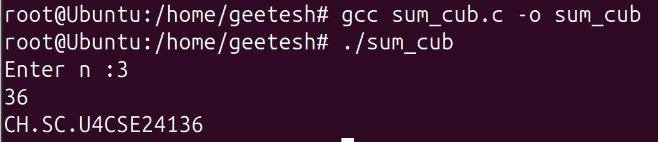 root@Ubuntu:/home/geetesh# gcc sum_cub.c -o sum_cub
root@Ubuntu:/home/geetesh# ./sum_cub
Enter n :3
36
CH.SC.U4CSE24136